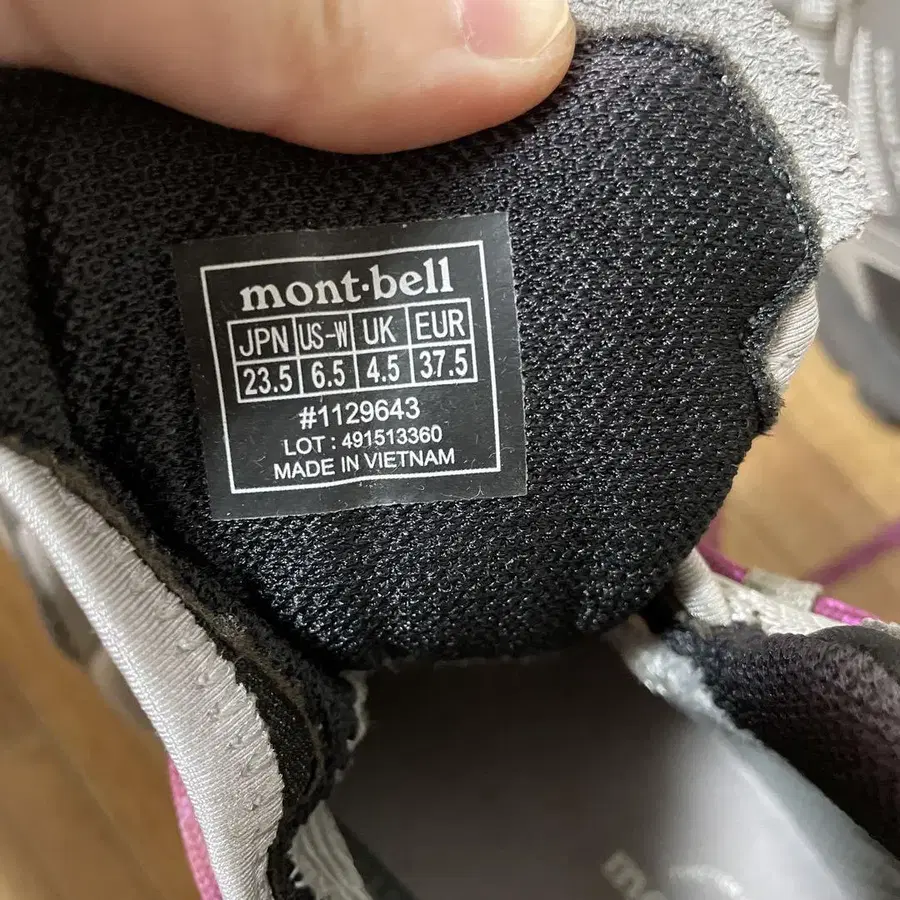 mont·bell
JPN US-W UK EUR
23.5 6.5 4.5 37.5
#1129643
LOT : 491513360
MADE IN VIETNAM